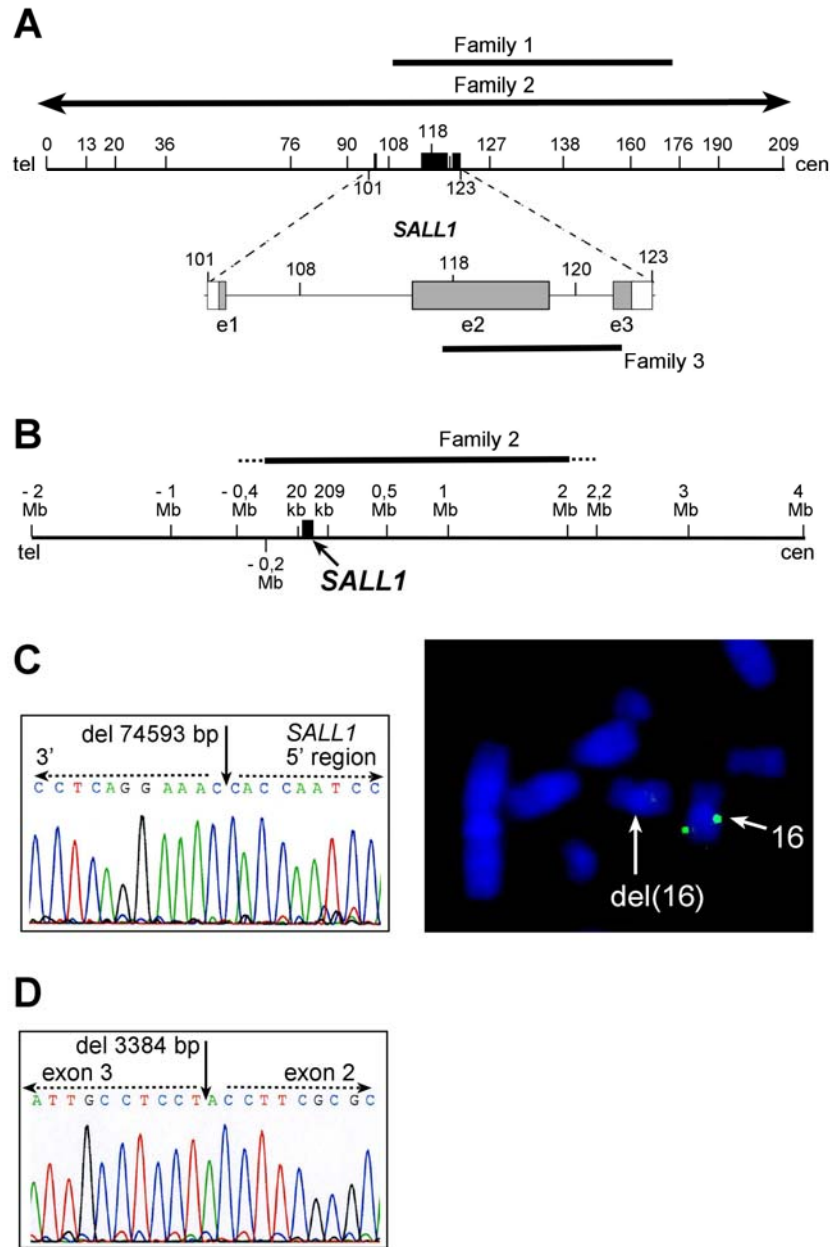 A
Family 1
Family 2
0 13 20 36 76 90 108 118 127 138 160 176 190 209
tel cen
101 123
SALL1
101 108 118 120 123
e1 e2 e3
Family 3
B
Family 2
- 2 Mb - 1 Mb - 0,4 Mb 20 kb 209 kb 0,5 Mb 1 Mb 2 Mb 2,2 Mb 3 Mb 4 Mb
tel cen
- 0,2 Mb
SALL1
C
del 74593 bp SALL1
3' 5' region
C C T C A G G A A A C C A C C A A T C C
16
del(16)
D
del 3384 bp
exon 3 exon 2
A T T G C C T C C T A C C T T C G C G C